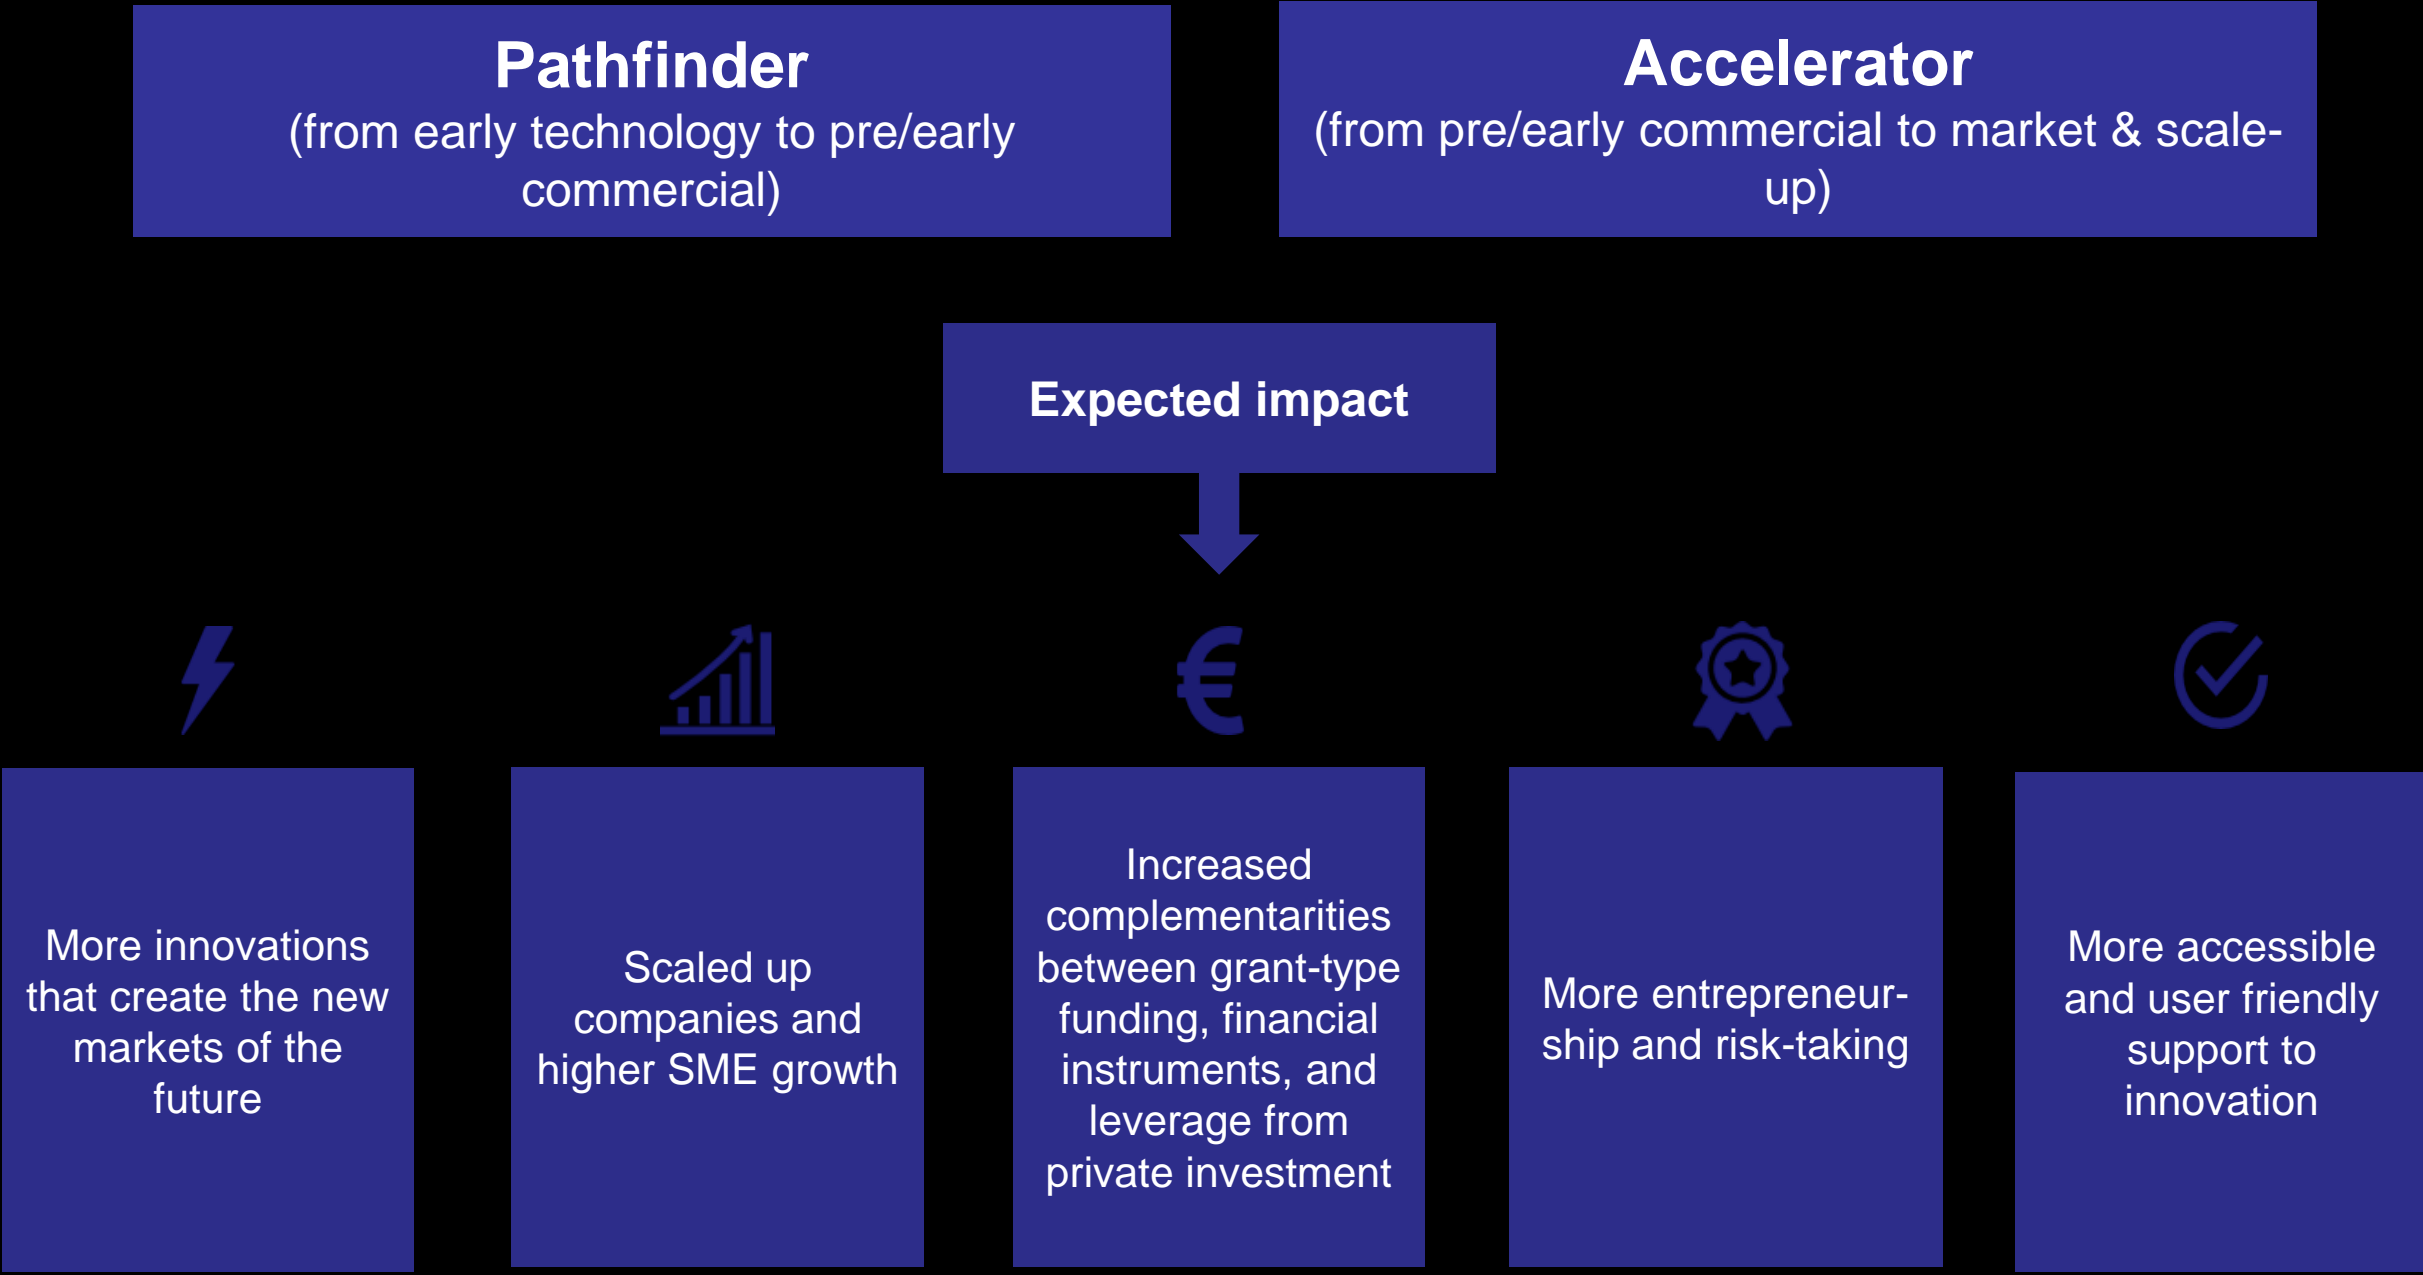 Pathfinder
(from early technology to pre/early
commercial)
Accelerator
(from pre/early commercial to market & scale-
up)
Expected impact
€
More innovations
that create the new
markets of the
future
Scaled up
companies and
higher SME growth
Increased
complementarities
between grant-type
funding, financial
instruments, and
leverage from
private investment
More entrepreneur-
ship and risk-taking
More accessible
and user friendly
support to
innovation